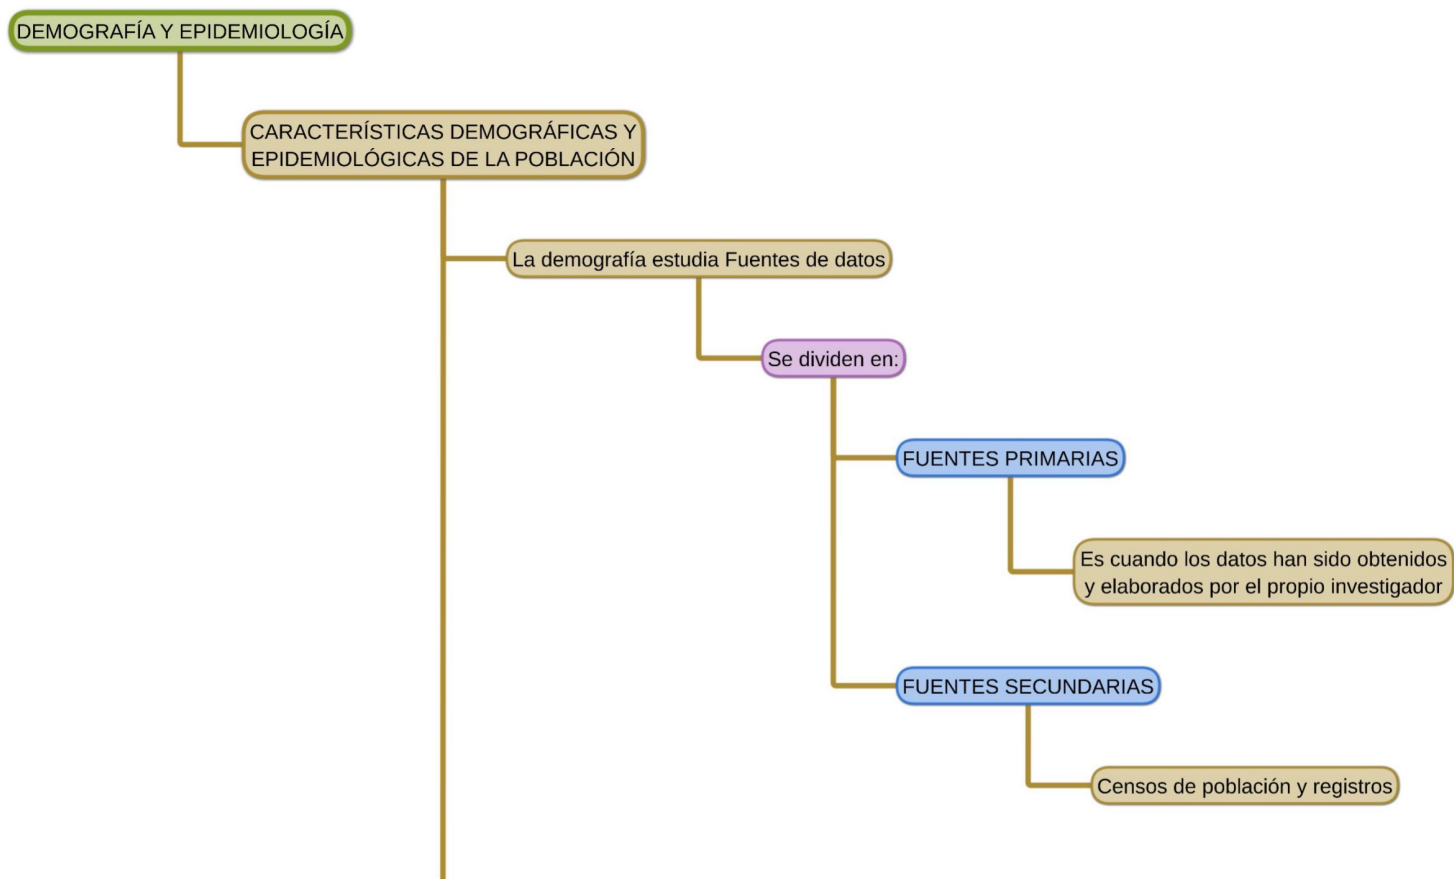 DEMOGRAFÍA Y EPIDEMIOLOGÍA
CARACTERÍSTICAS DEMOGRÁFICAS Y
EPIDEMIOLÓGICAS DE LA POBLACIÓN
La demografía estudia Fuentes de datos
Se dividen en:
FUENTES PRIMARIAS
Es cuando los datos han sido obtenidos
y elaborados por el propio investigador
FUENTES SECUNDARIAS
Censos de población y registros